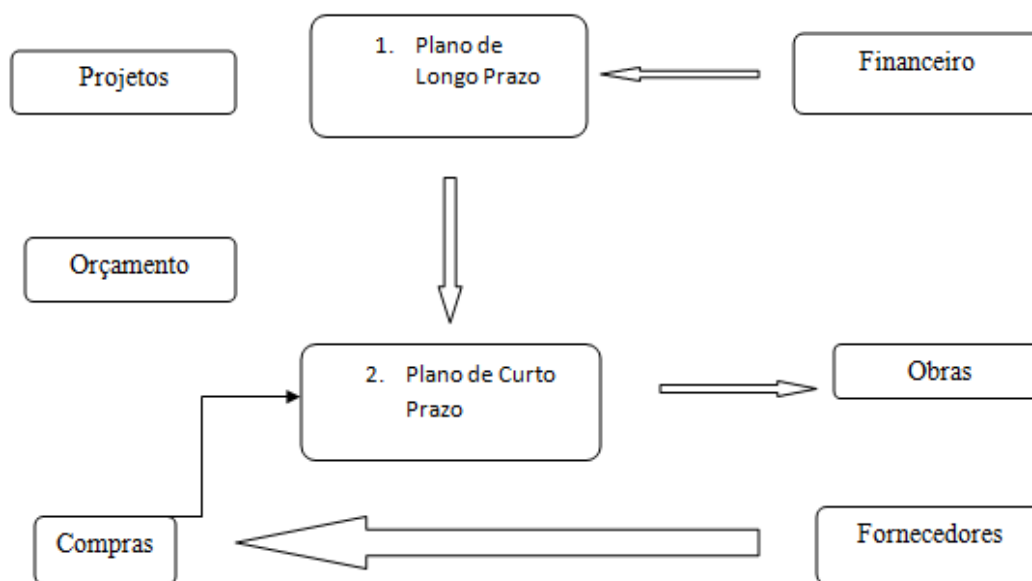 Projetos
1. Plano de
Longo Prazo
Financeiro
Orçamento
2. Plano de Curto
Prazo
Obras
Compras
Fornecedores